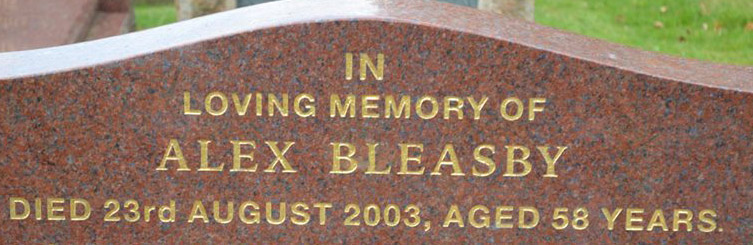 IN
LOVING MEMORY OF
ALEX BLEASBY
DIED 23rd AUGUST 2003, AGED 58 YEARS.